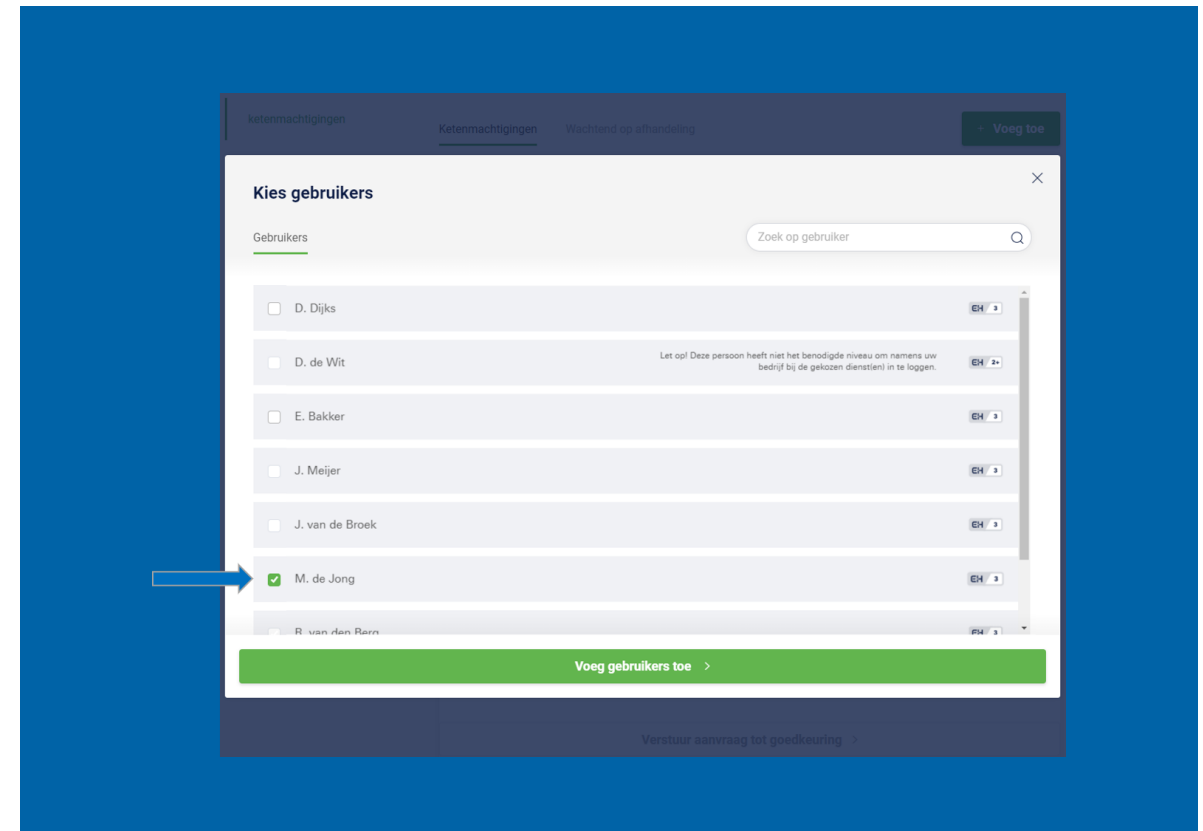 ketenmachtigingen
Ketenmachtigingen Wachtend op afhandeling + Voeg toe
Kies gebruikers
Gebruikers Zoek op gebruiker
D. Dijks EH 3
D. de Wit Let op! Deze persoon heeft niet het benodigde niveau om namens uw EH 2+
bedrijf bij de gekozen dienst(en) in te loggen.
E. Bakker EH 3
J. Meijer EH 3
J. van de Broek EH 3
M. de Jong EH 3
R. van den Berg EH 3
Voeg gebruikers toe >
Verstuur aanvraag tot goedkeuring >